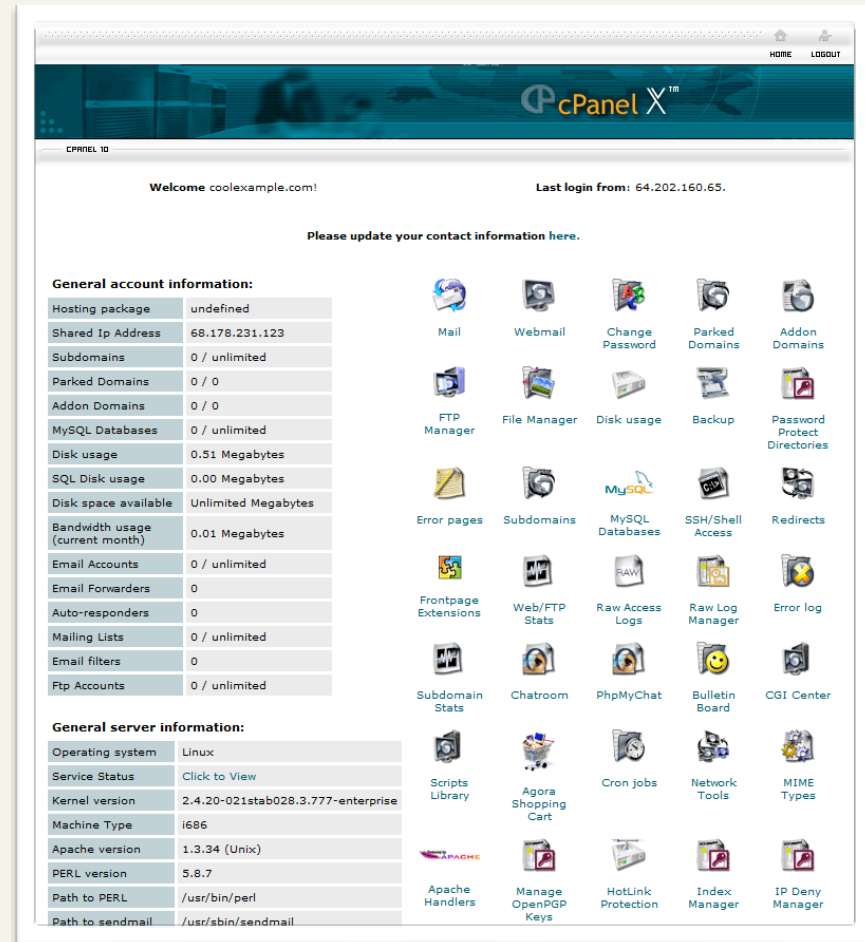 HOME LOGOUT
cPanel X™
CPANEL 10
Welcome coolexample.com! Last login from: 64.202.160.65.
Please update your contact information here.
General account information:
Hosting package undefined
Shared Ip Address 68.178.231.123
Subdomains 0 / unlimited
Parked Domains 0 / 0
Addon Domains 0 / 0
MySQL Databases 0 / unlimited
Disk usage 0.51 Megabytes
SQL Disk usage 0.00 Megabytes
Disk space available Unlimited Megabytes
Bandwidth usage
(current month) 0.01 Megabytes
Email Accounts 0 / unlimited
Email Forwarders 0
Auto-responders 0
Mailing Lists 0 / unlimited
Email filters 0
Ftp Accounts 0 / unlimited
General server information:
Operating system Linux
Service Status Click to View
Kernel version 2.4.20-021stab028.3.777-enterprise
Machine Type i686
Apache version 1.3.34 (Unix)
PERL version 5.8.7
Path to PERL /usr/bin/perl
Path to sendmail /usr/sbin/sendmail
Mail Webmail Change Parked Addon
Password Domains Domains
FTP File Manager Disk usage Backup Password
Manager Protect
Directories
MySQL
C:\>
Error pages Subdomains MySQL SSH/Shell Redirects
Databases Access
RAW
Frontpage Web/FTP Raw Access Raw Log Error log
Extensions Stats Logs Manager
Subdomain Chatroom PhpMyChat Bulletin CGI Center
Stats Board
Scripts Agora Cron jobs Network MIME
Library Shopping Tools Types
Cart
APACHE
Apache Manage HotLink Index IP Deny
Handlers OpenPGP Protection Manager Manager
Keys